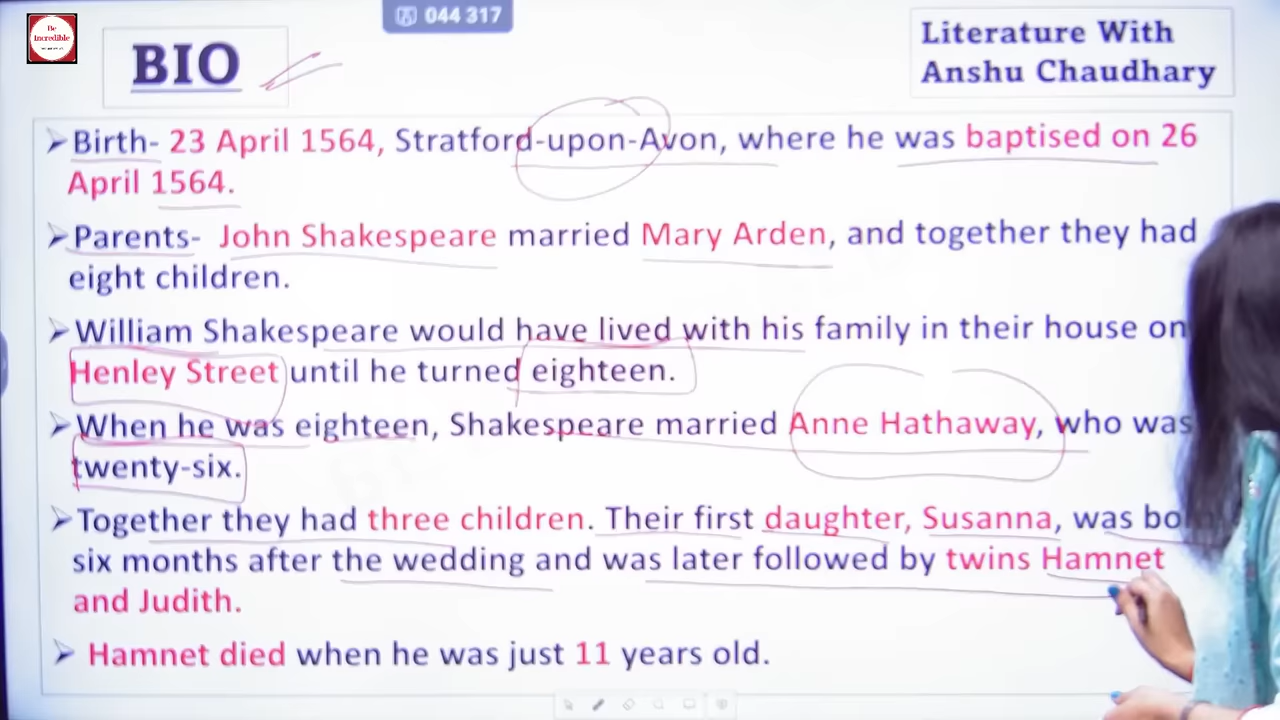 Be
Incredible
044 317
BIO
Literature With
Anshu Chaudhary
➢Birth- 23 April 1564, Stratford-upon-Avon, where he was baptised on 26
April 1564.
➢Parents- John Shakespeare married Mary Arden, and together they had
eight children.
➢William Shakespeare would have lived with his family in their house on
Henley Street until he turned eighteen.
➢When he was eighteen, Shakespeare married Anne Hathaway, who was
twenty-six.
➢Together they had three children. Their first daughter, Susanna, was
six months after the wedding and was later followed by twins Hamnet
and Judith.
➢ Hamnet died when he was just 11 years old.